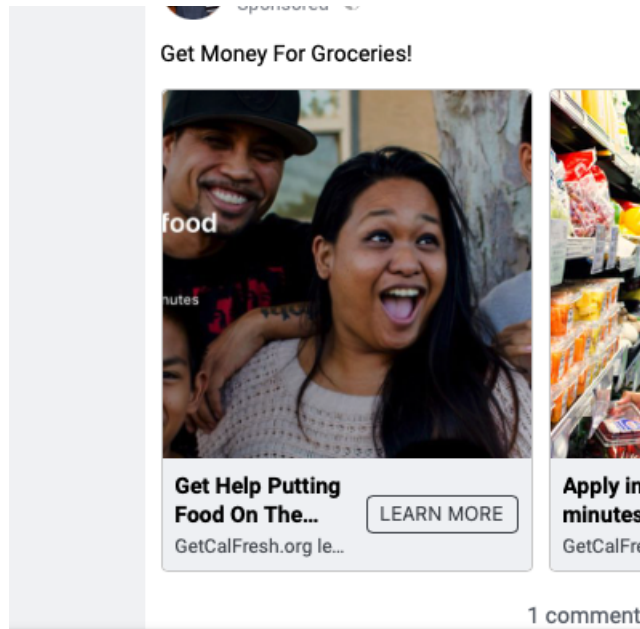 Sponsored
Get Money For Groceries!
food
nutes
Get Help Putting
Food On The...
LEARN MORE
GetCalFresh.org le...
Apply in
minutes
GetCalFre
1 comment